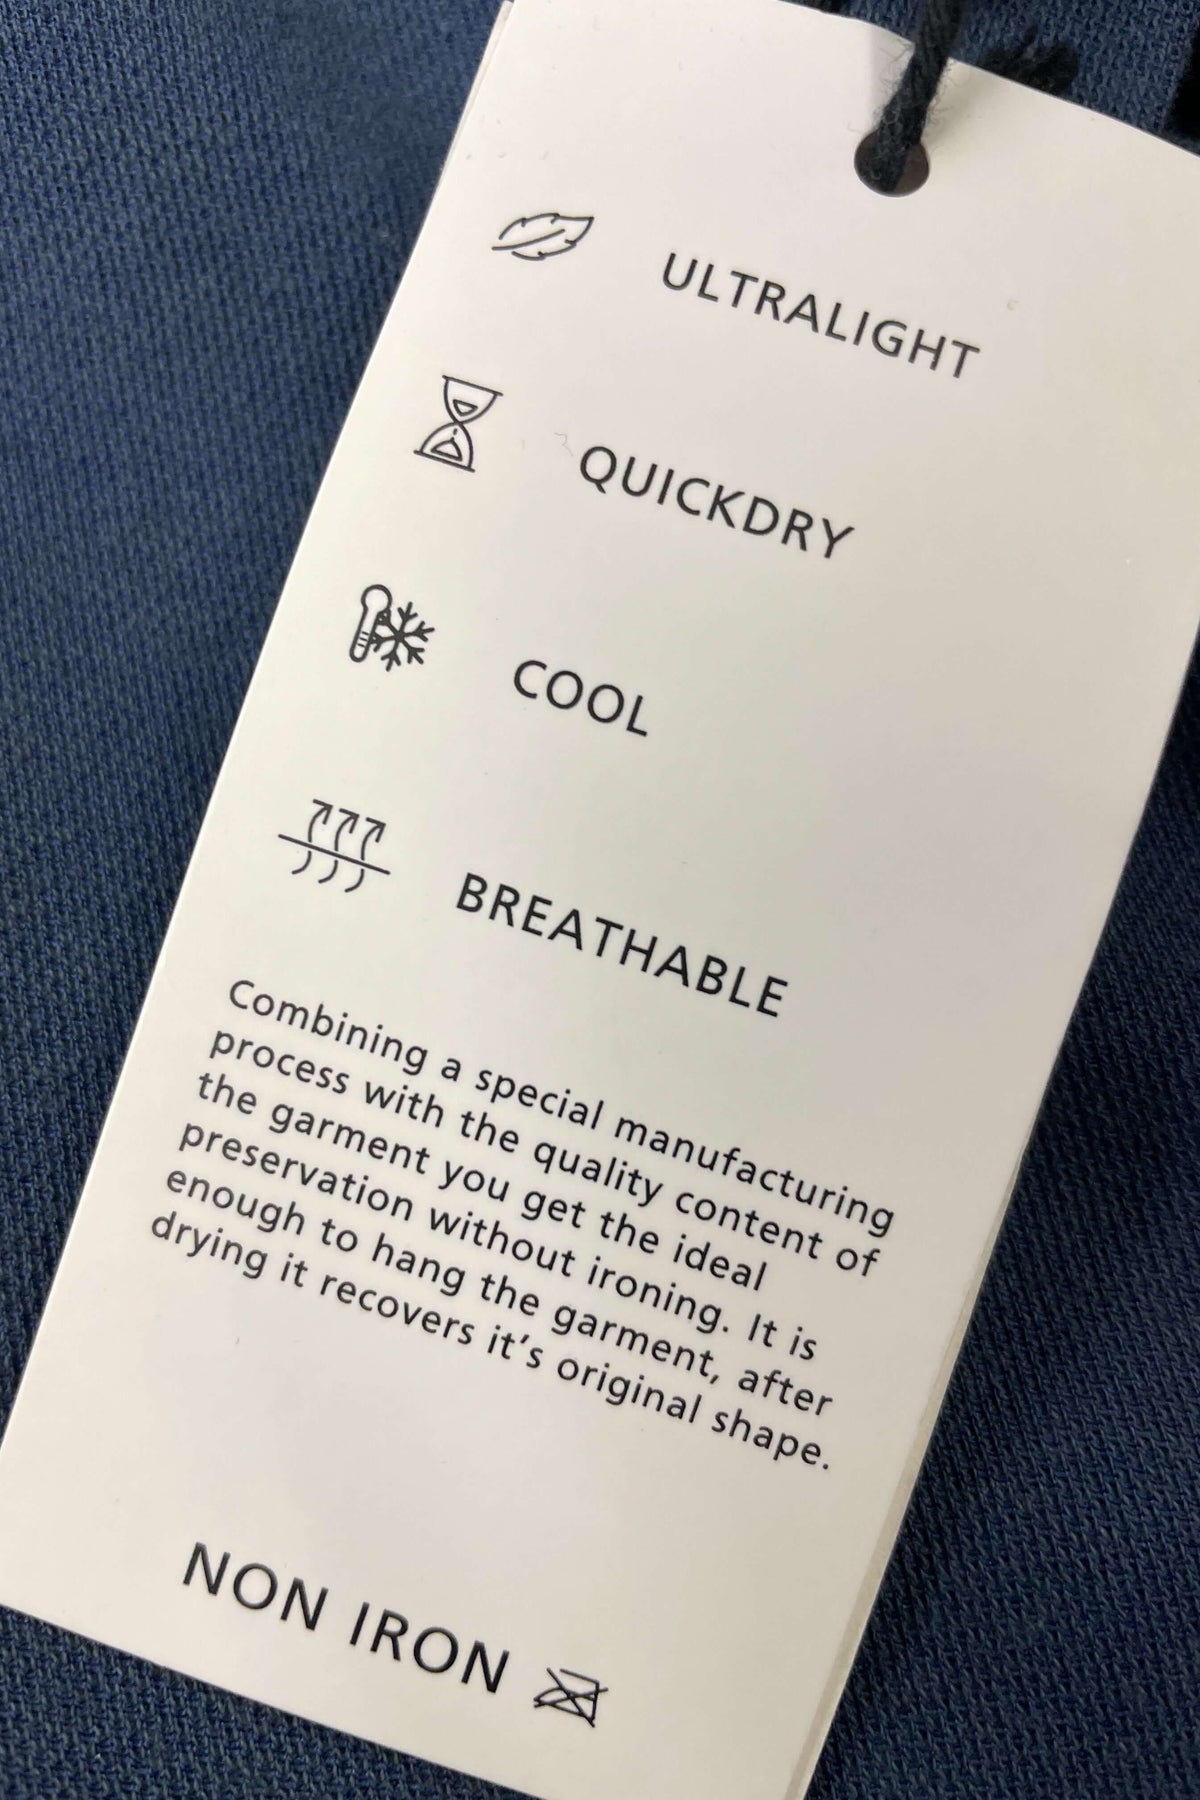 ULTRALIGHT
QUICKDRY
COOL
BREATHABLE
Combining a special manufacturing
process with the quality content of
the garment you get the ideal
preservation without ironing. It is
enough to hang the garment, after
drying it recovers it’s original shape.
NON IRON